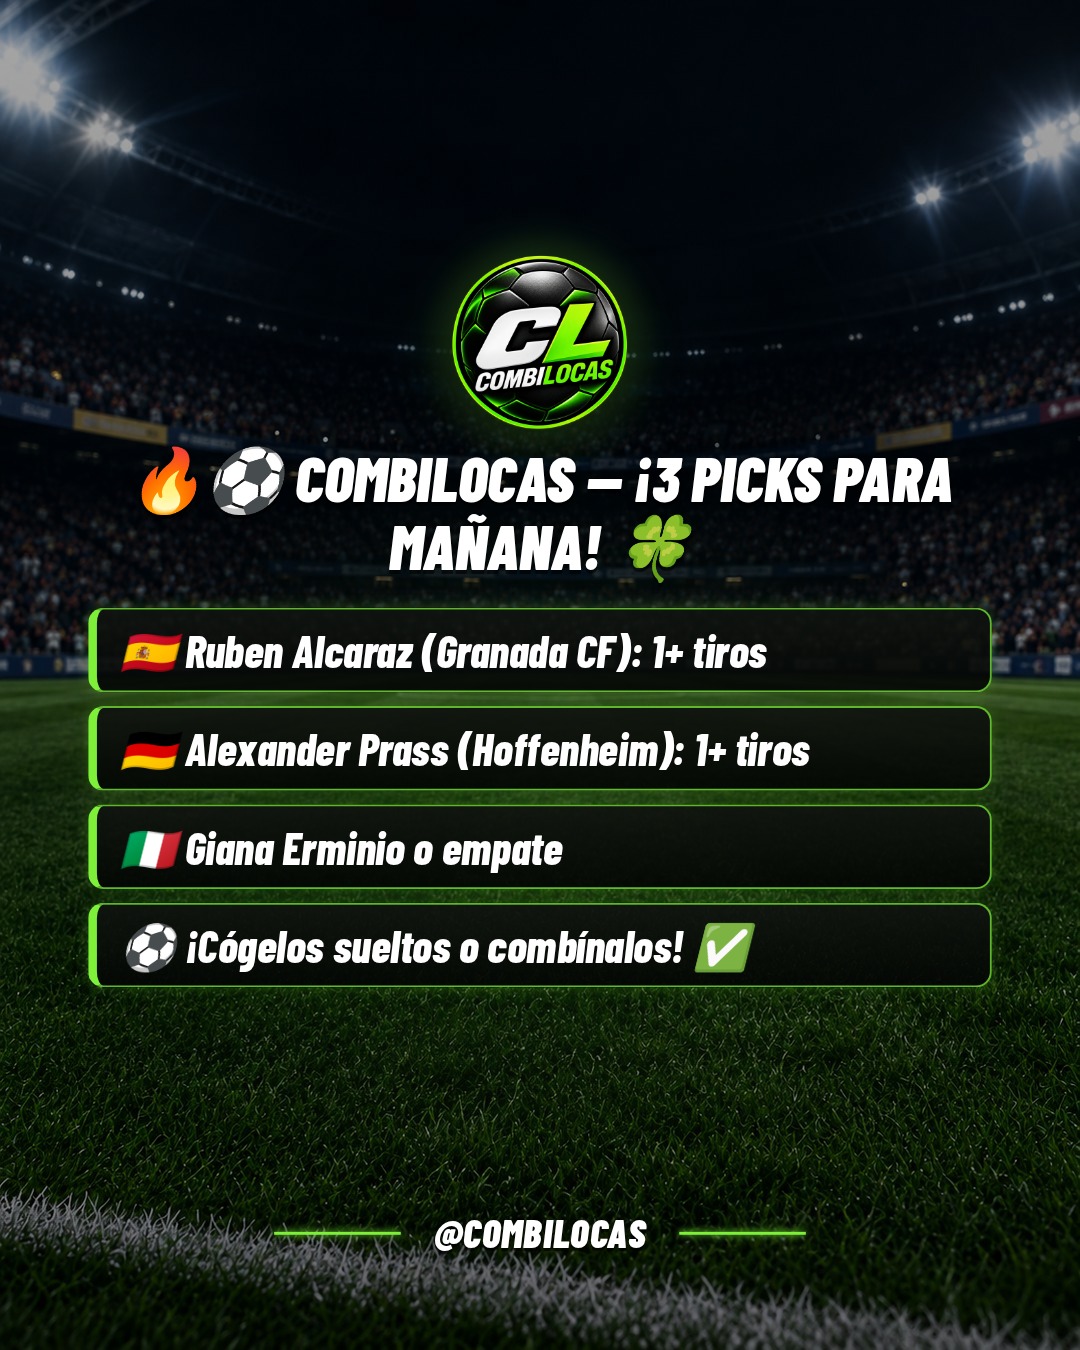 CL
COMBILOCAS
🔥⚽ COMBILOCAS – ¡3 PICKS PARA
MAÑANA! 🍀
🇪🇸 Ruben Alcaraz (Granada CF): 1+ tiros
🇩🇪 Alexander Prass (Hoffenheim): 1+ tiros
🇮🇹 Giana Erminio o empate
⚽ ¡Cógelos sueltos o combínalos! ✅
@COMBILOCAS